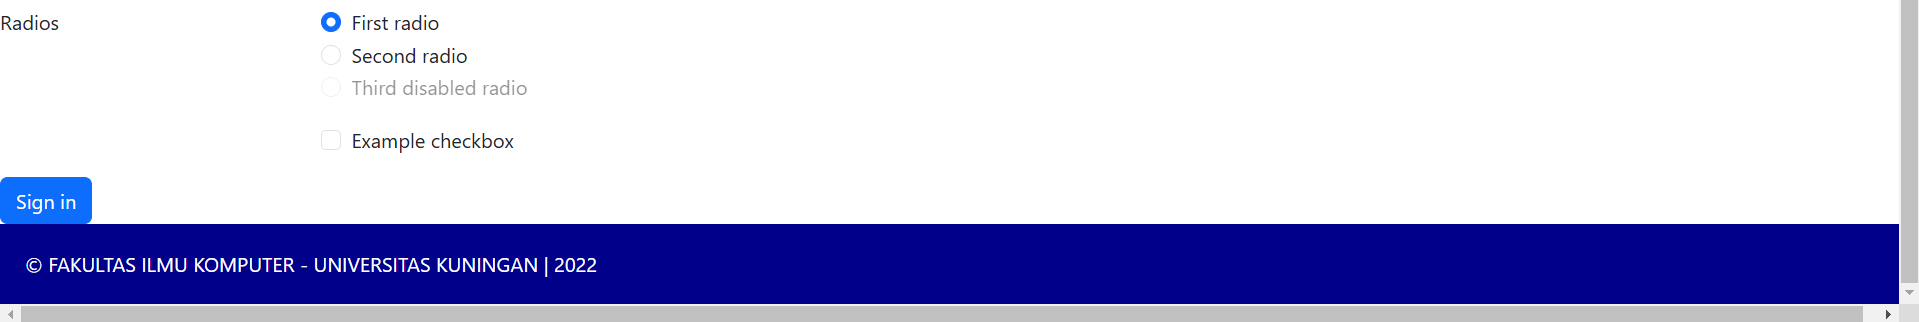 Radios
First radio
Second radio
Third disabled radio
Example checkbox
Sign in
© FAKULTAS ILMU KOMPUTER - UNIVERSITAS KUNINGAN | 2022